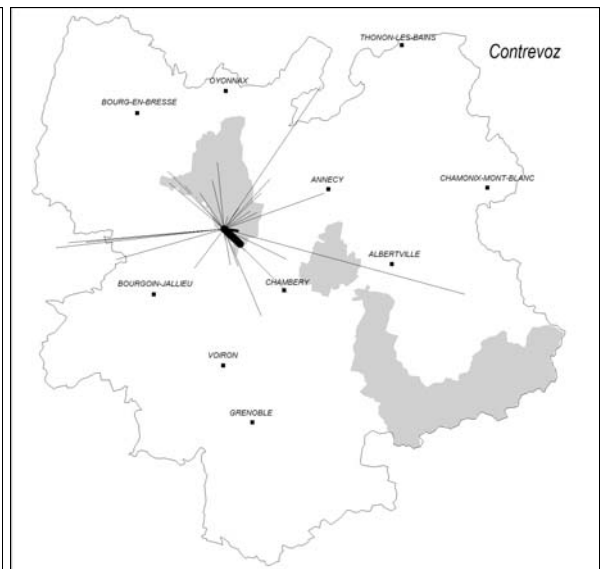 THONON-LES-BAINS
Contrevoz
OYONNAX
BOURG-EN-BRESSE
ANNECY
CHAMONIX-MONT-BLANC
ALBERTVILLE
CHAMBERY
BOURGOIN-JALLIEU
VOIRON
GRENOBLE